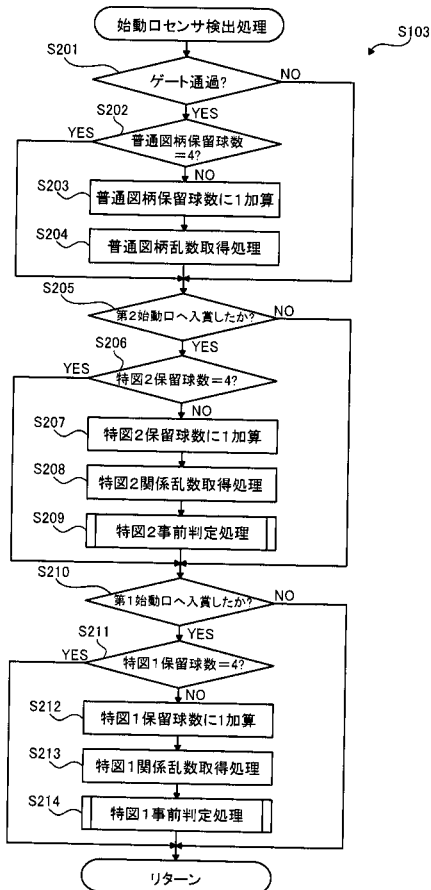 始動口センサ検出処理
S103
S201
ゲート通過?
NO
YES
S202
YES
普通図柄保留球数
=4?
NO
S203
普通図柄保留球数に1加算
S204
普通図柄乱数取得処理
S205
第2始動口へ入賞したか?
NO
YES
S206
YES
特図2保留球数=4?
NO
S207
特図2保留球数に1加算
S208
特図2関係乱数取得処理
S209
特図2事前判定処理
S210
第1始動口へ入賞したか?
NO
YES
S211
YES
特図1保留球数=4?
NO
S212
特図1保留球数に1加算
S213
特図1関係乱数取得処理
S214
特図1事前判定処理
リターン